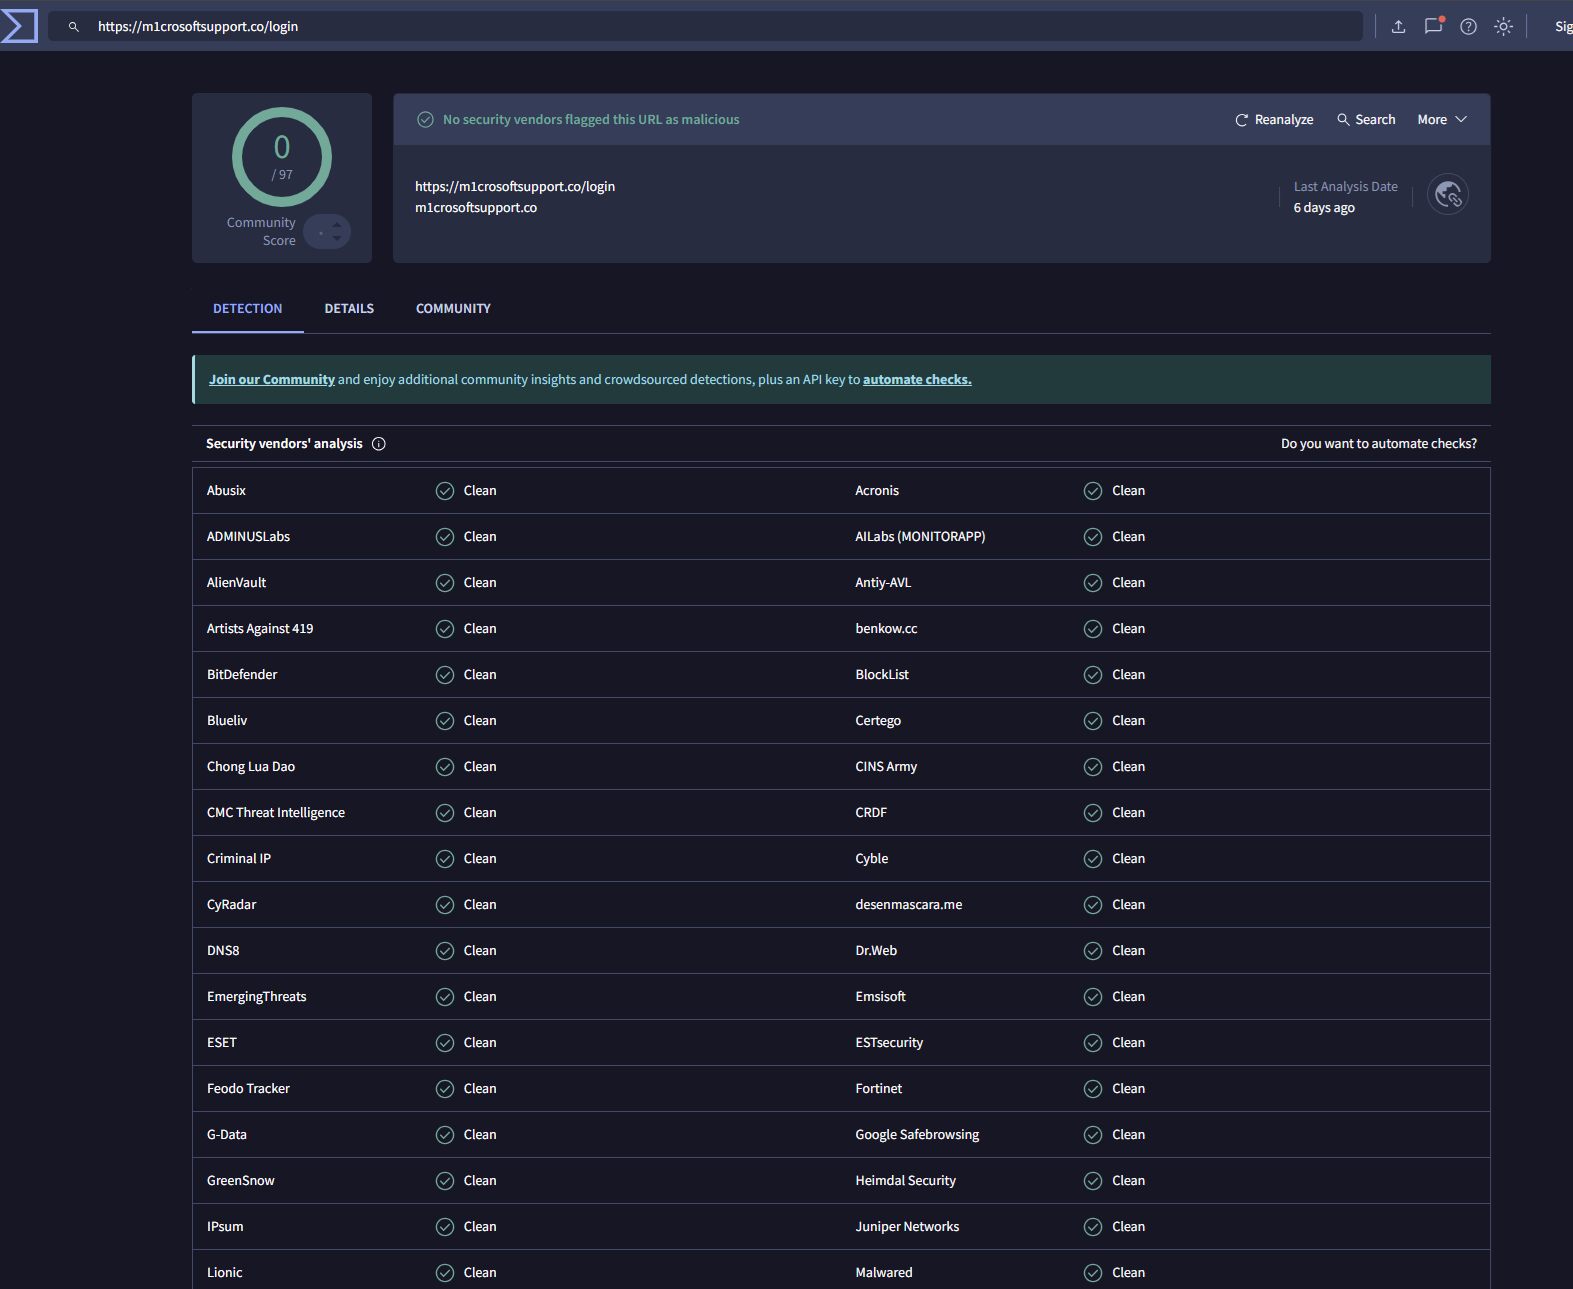 https://m1crosoftsupport.co/login
0
/ 97
Community Score
No security vendors flagged this URL as malicious
Reanalyze Search More
https://m1crosoftsupport.co/login
m1crosoftsupport.co
Last Analysis Date
6 days ago
DETECTION DETAILS COMMUNITY
Join our Community and enjoy additional community insights and crowdsourced detections, plus an API key to automate checks.
Security vendors' analysis Do you want to automate checks?
Abusix Clean Acronis Clean
ADMINUSLabs Clean AILabs (MONITORAPP) Clean
AlienVault Clean Antiy-AVL Clean
Artists Against 419 Clean benkow.cc Clean
BitDefender Clean BlockList Clean
Blueliv Clean Certego Clean
Chong Lua Dao Clean CINS Army Clean
CMC Threat Intelligence Clean CRDF Clean
Criminal IP Clean Cyble Clean
CyRadar Clean desenmascara.me Clean
DNS8 Clean Dr.Web Clean
EmergingThreats Clean Emsisoft Clean
ESET Clean ESTsecurity Clean
Feodo Tracker Clean Fortinet Clean
G-Data Clean Google Safebrowsing Clean
GreenSnow Clean Heimdal Security Clean
IPsum Clean Juniper Networks Clean
Lionic Clean Malwared Clean